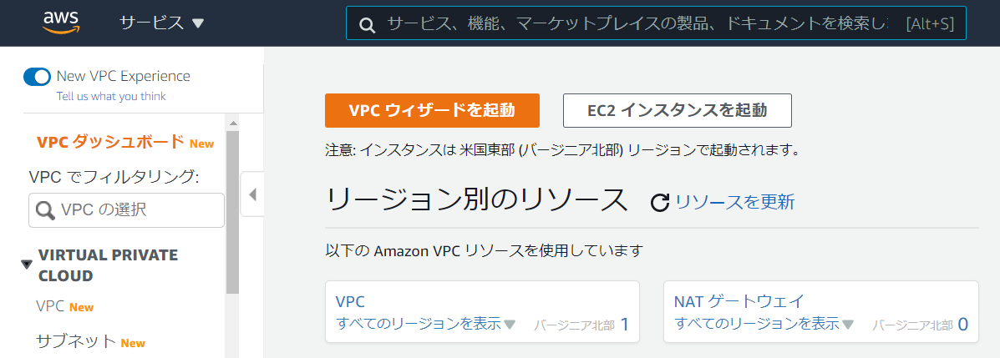 aws
サービス
サービス、機能、マーケットプレイスの製品、ドキュメントを検索し
[Alt+S]
New VPC Experience
Tell us what you think
VPC ダッシュボード New
VPC でフィルタリング:
VPC の選択
VIRTUAL PRIVATE
CLOUD
VPC New
サブネット New
VPC ウィザードを起動
EC2 インスタンスを起動
注意: インスタンスは 米国東部 (バージニア北部) リージョンで起動されます。
リージョン別のリソース
リソースを更新
以下の Amazon VPC リソースを使用しています
VPC
すべてのリージョンを表示 バージニア北部 1
NAT ゲートウェイ
すべてのリージョンを表示 バージニア北部 0